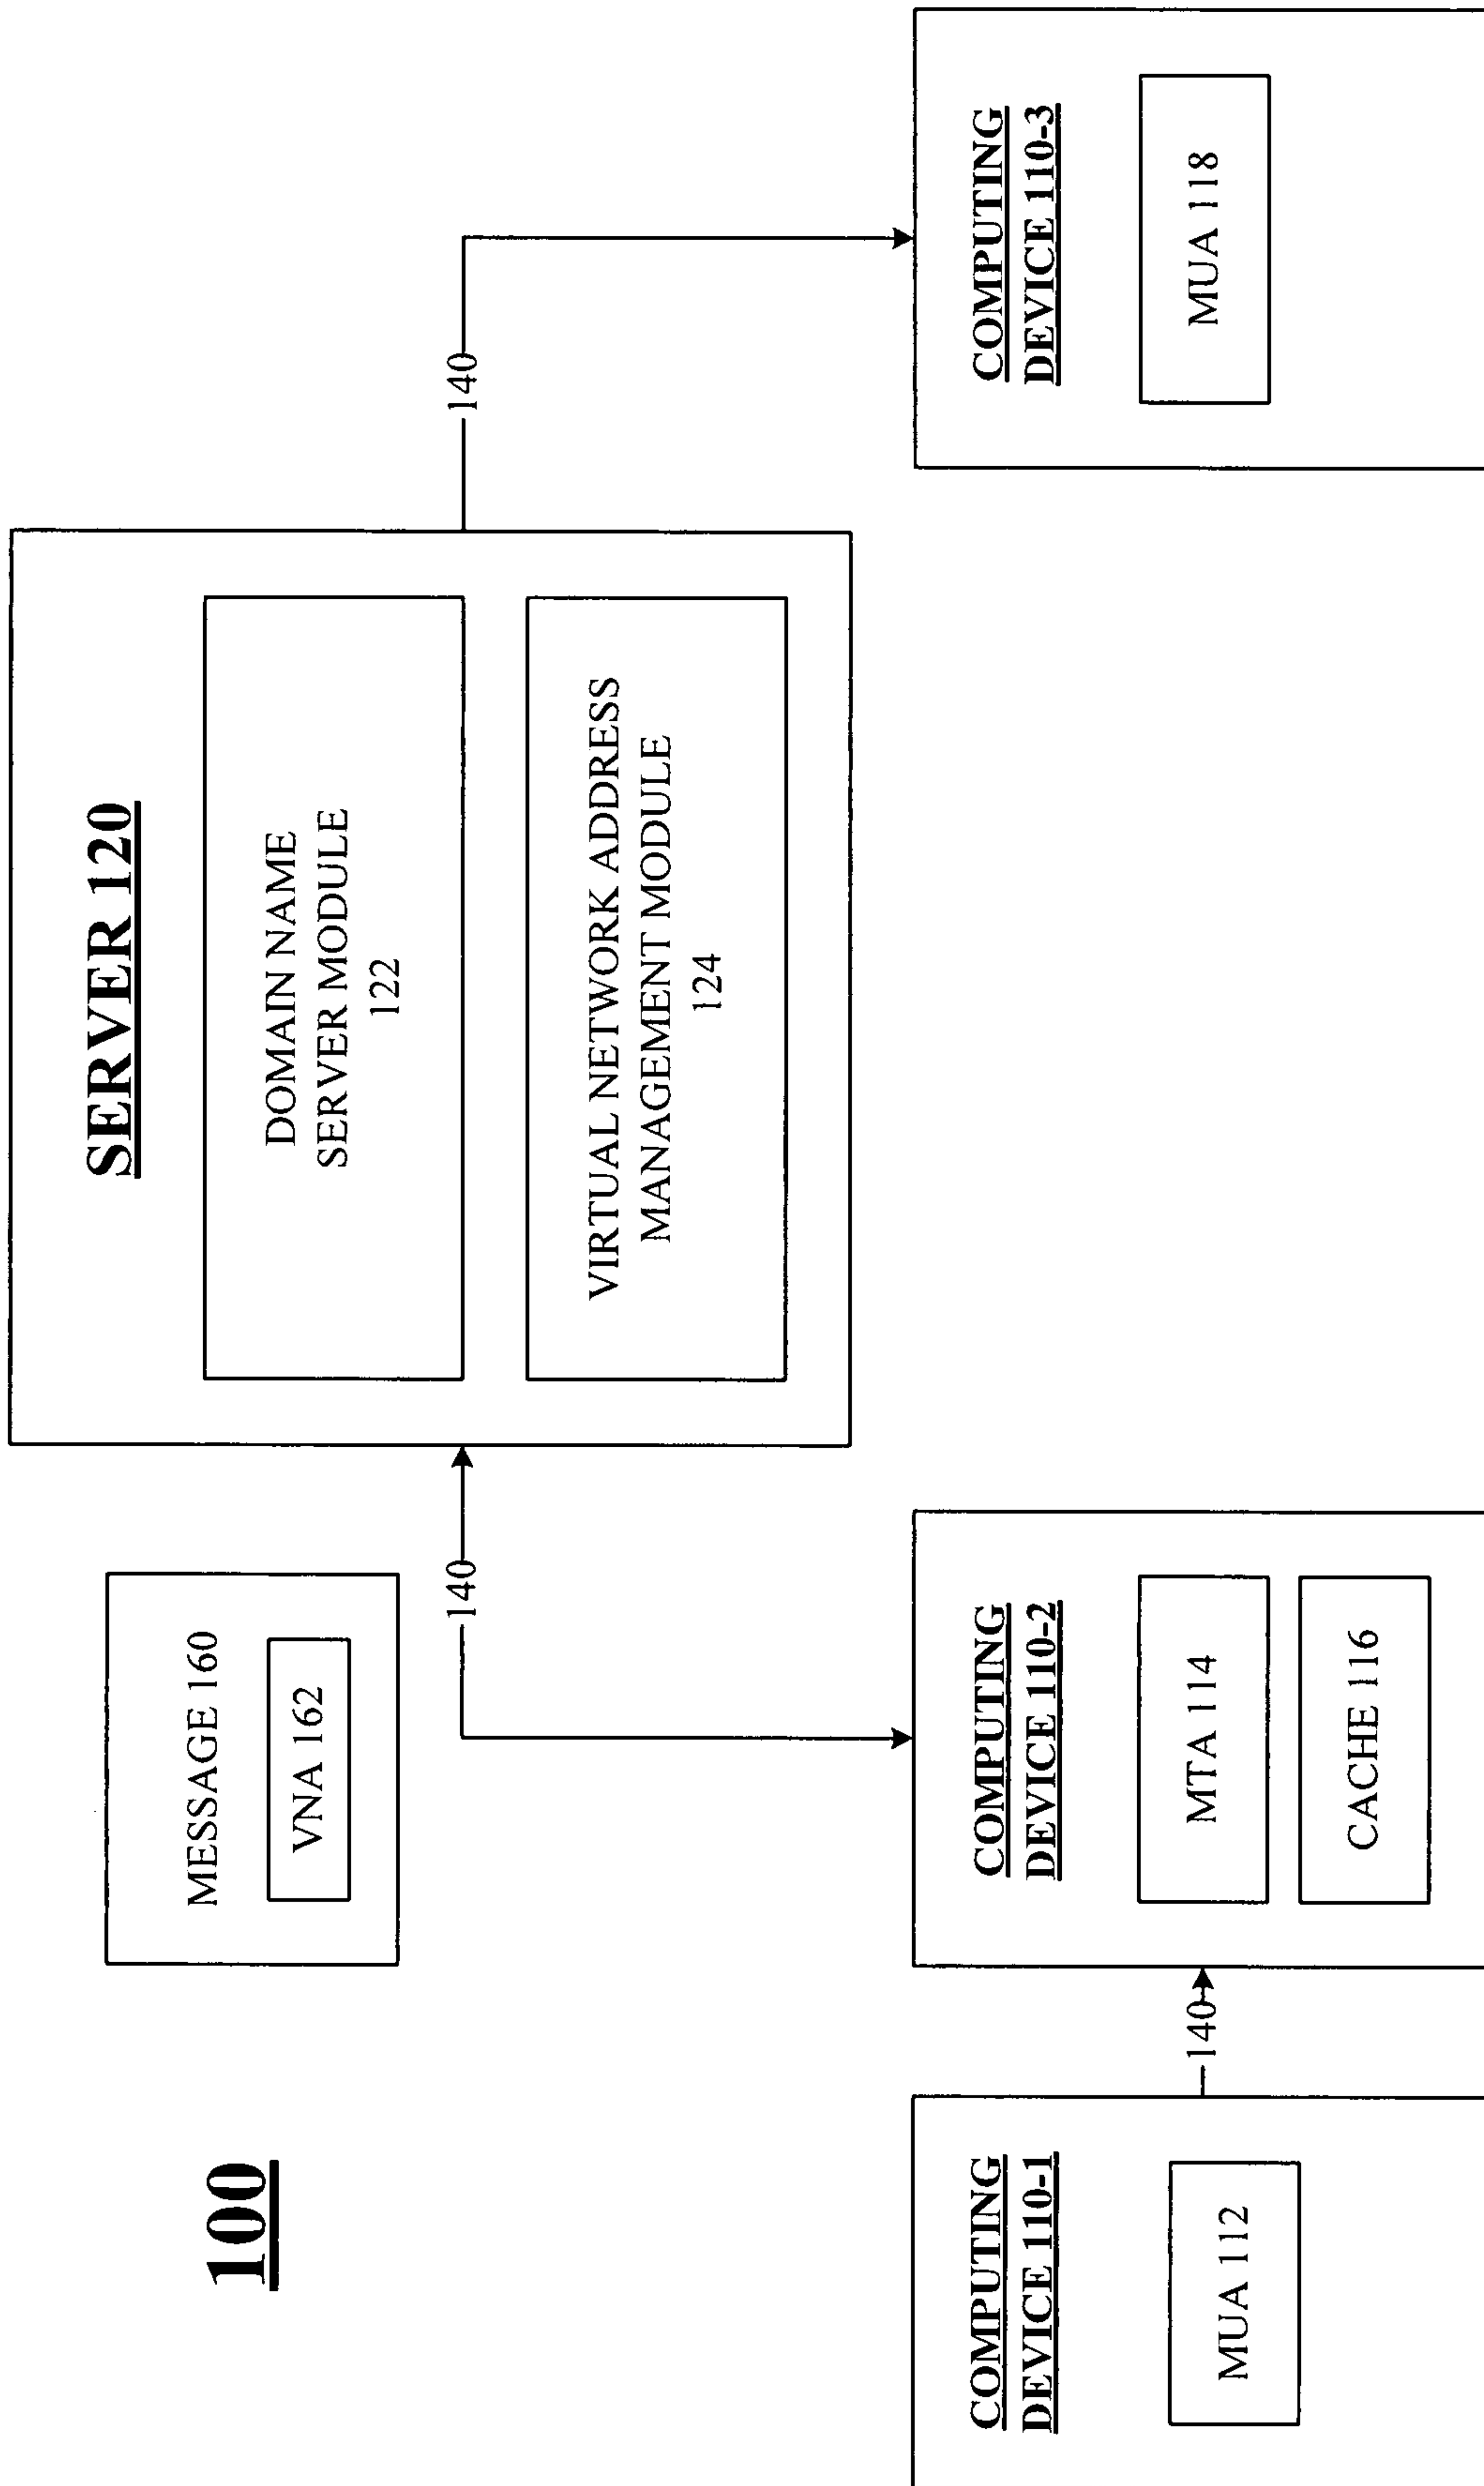 100
MESSAGE 160
VNA 162
SERVER 120
DOMAIN NAME
SERVER MODULE
122
VIRTUAL NETWORK ADDRESS
MANAGEMENT MODULE
124
140
140
COMPUTING
DEVICE 110-1
MUA 112
140
COMPUTING
DEVICE 110-2
MTA 114
CACHE 116
COMPUTING
DEVICE 110-3
MUA 118